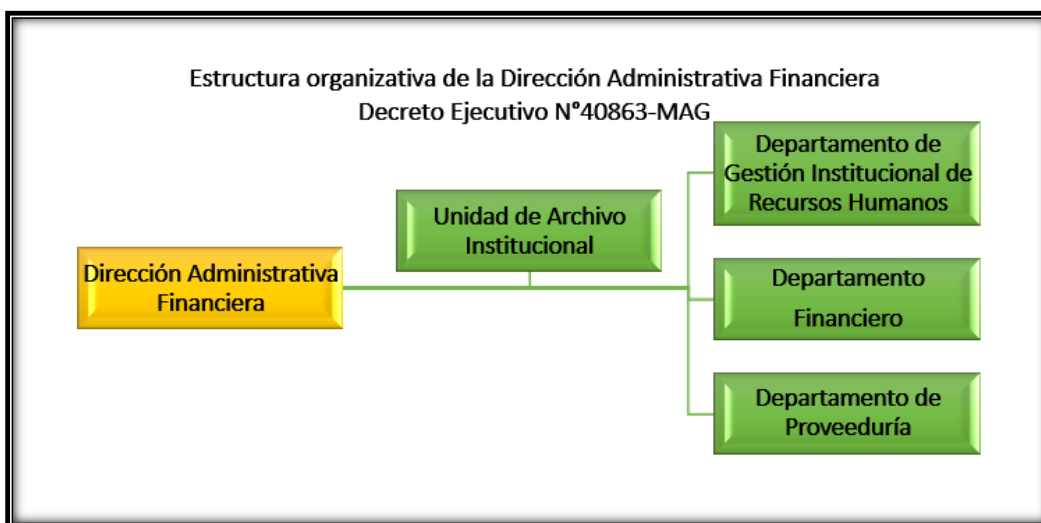 Estructura organizativa de la Dirección Administrativa Financiera
Decreto Ejecutivo N°40863-MAG
Dirección Administrativa
Financiera
Unidad de Archivo
Institucional
Departamento de
Gestión Institucional de
Recursos Humanos
Departamento
Financiero
Departamento de
Proveeduría